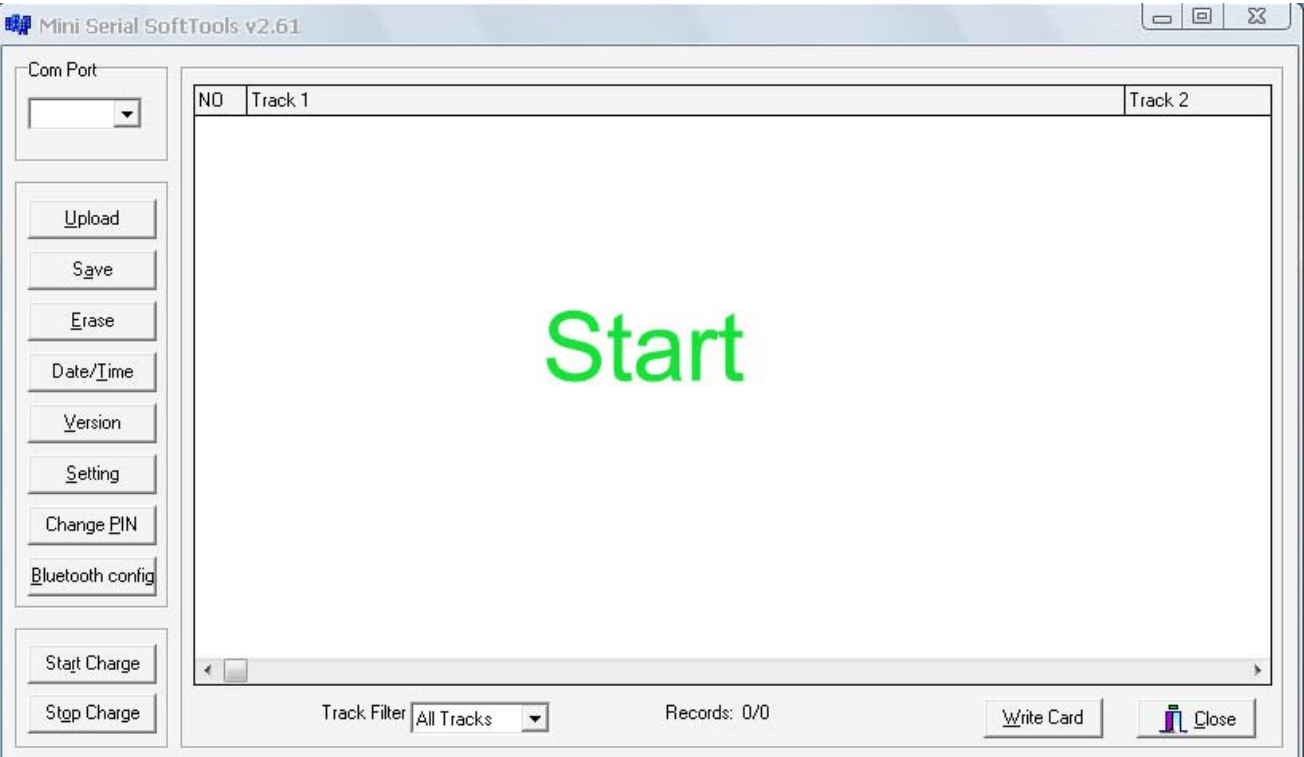 Mini Serial SoftTools v2.61
Com Port
NO Track 1 Track 2
Upload
Save
Erase
Date/Time
Version
Setting
Change PIN
Bluetooth config
Start
Start Charge
Stop Charge
Track Filter All Tracks Records: 0/0 Write Card Close